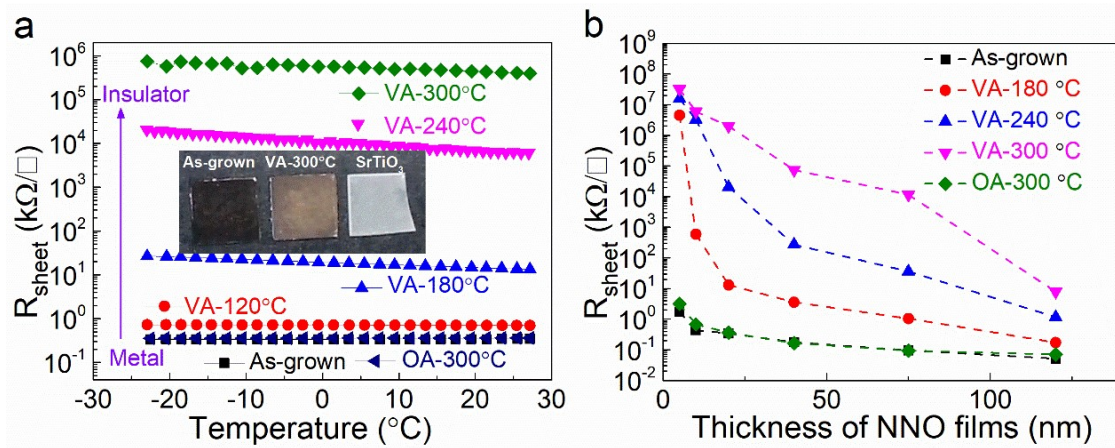 a
R_sheet (kΩ/□)
10^6
10^5
10^4
10^3
10^2
10^1
10^0
10^-1
Insulator
Metal
VA-300°C
VA-240°C
As-grown VA-300°C SrTiO_3
VA-180°C
VA-120°C
As-grown OA-300°C
-30 -20 -10 0 10 20 30
Temperature (°C)
b
R_sheet (kΩ/□)
10^9
10^8
10^7
10^6
10^5
10^4
10^3
10^2
10^1
10^0
10^-1
10^-2
As-grown
VA-180 °C
VA-240 °C
VA-300 °C
OA-300 °C
0 50 100
Thickness of NNO films (nm)